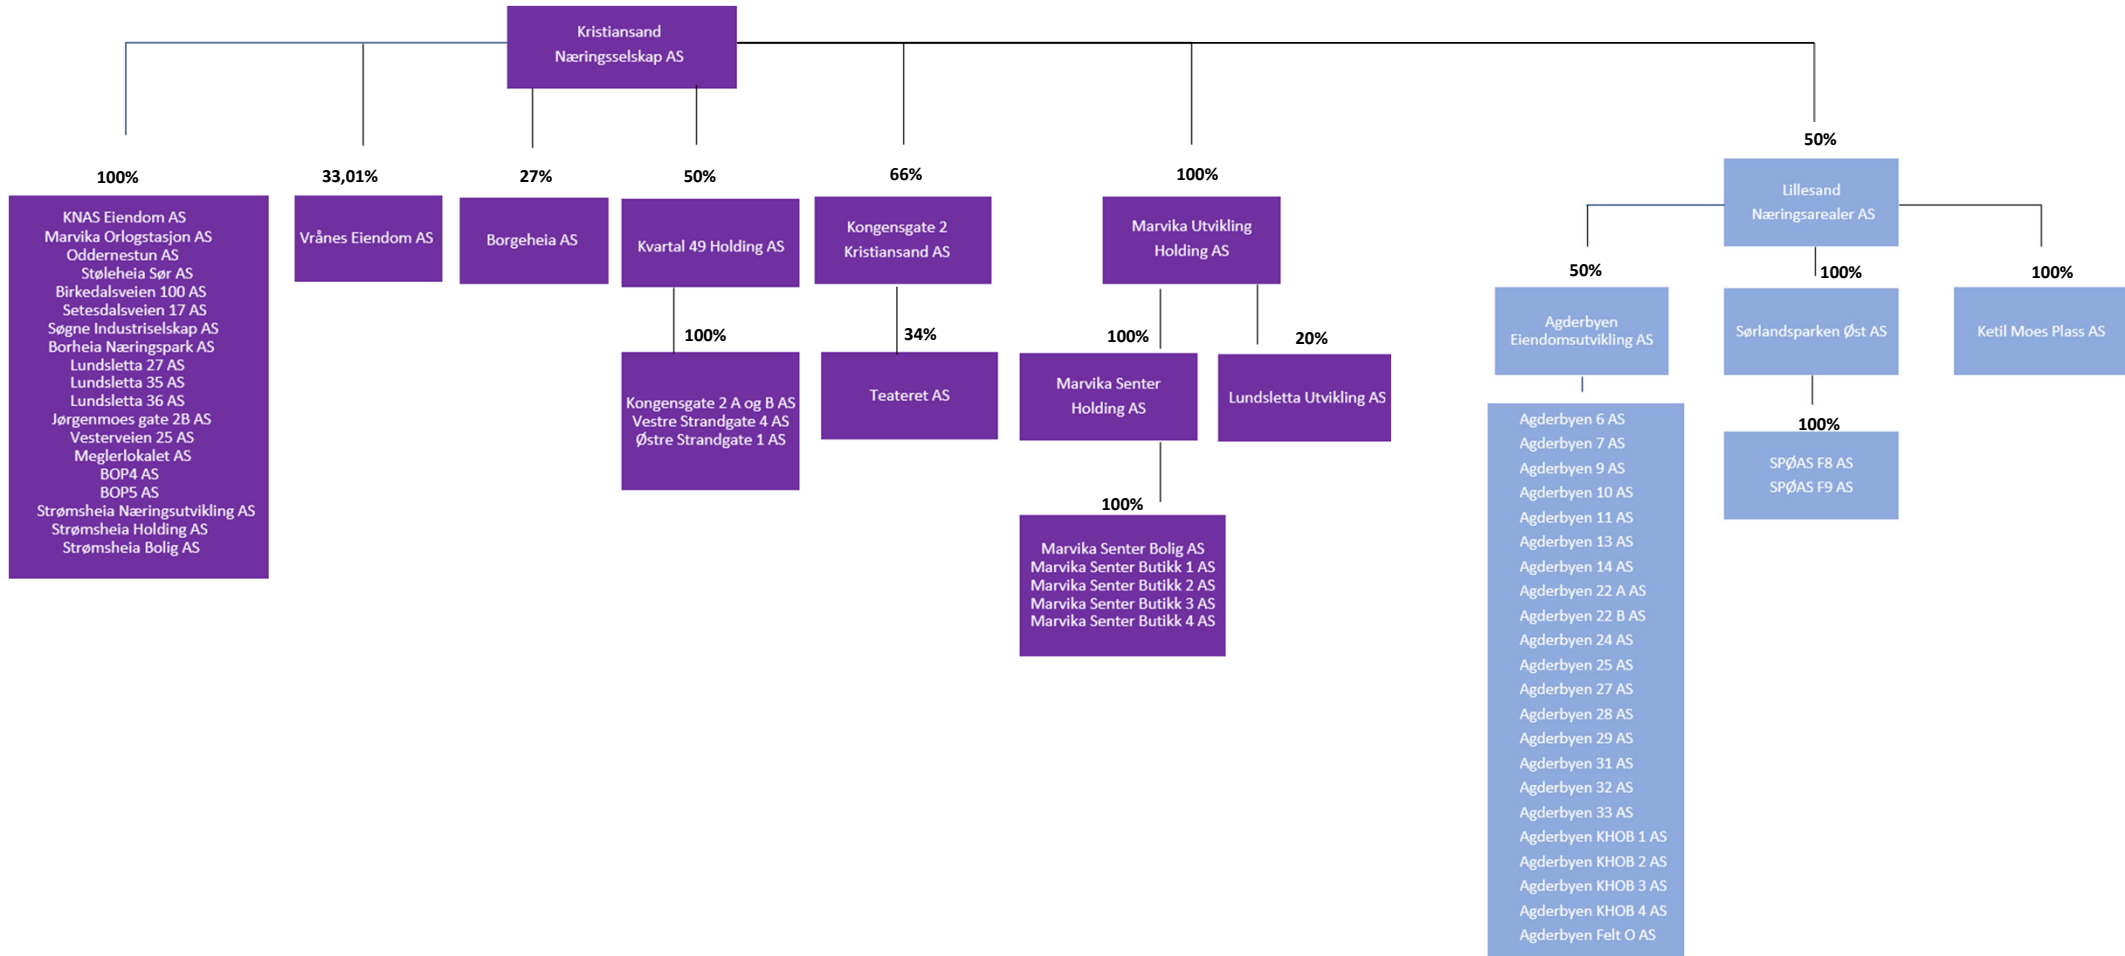 Kristiansand
Næringsselskap AS
100%
KNAS Eiendom AS
Marvika Orlogstasjon AS
Oddernestun AS
Støleheia Sør AS
Birkedalsveien 100 AS
Setesdalsveien 17 AS
Søgne Industriselskap AS
Borheia Næringspark AS
Lundsletta 27 AS
Lundsletta 35 AS
Lundsletta 36 AS
Jørgenmoes gate 2B AS
Vesterveien 25 AS
Meglerlokalet AS
BOP4 AS
BOP5 AS
Strømsheia Næringsutvikling AS
Strømsheia Holding AS
Strømsheia Bolig AS
33,01%
Vrånes Eiendom AS
27%
Borgeheia AS
50%
Kvartal 49 Holding AS
100%
Kongensgate 2 A og B AS
Vestre Strandgate 4 AS
Østre Strandgate 1 AS
66%
Kongensgate 2
Kristiansand AS
34%
Teateret AS
100%
Marvika Utvikling
Holding AS
100%
Marvika Senter
Holding AS
20%
Lundsletta Utvikling AS
100%
Marvika Senter Bolig AS
Marvika Senter Butikk 1 AS
Marvika Senter Butikk 2 AS
Marvika Senter Butikk 3 AS
Marvika Senter Butikk 4 AS
50%
Lillesand
Næringsarealer AS
50%
Agderbyen
Eiendomsutvikling AS
Agderbyen 6 AS
Agderbyen 7 AS
Agderbyen 9 AS
Agderbyen 10 AS
Agderbyen 11 AS
Agderbyen 13 AS
Agderbyen 14 AS
Agderbyen 22 A AS
Agderbyen 22 B AS
Agderbyen 24 AS
Agderbyen 25 AS
Agderbyen 27 AS
Agderbyen 28 AS
Agderbyen 29 AS
Agderbyen 31 AS
Agderbyen 32 AS
Agderbyen 33 AS
Agderbyen KHOB 1 AS
Agderbyen KHOB 2 AS
Agderbyen KHOB 3 AS
Agderbyen KHOB 4 AS
Agderbyen Felt O AS
100%
Sørlandsparken Øst AS
100%
SPØAS F8 AS
SPØAS F9 AS
100%
Ketil Moes Plass AS